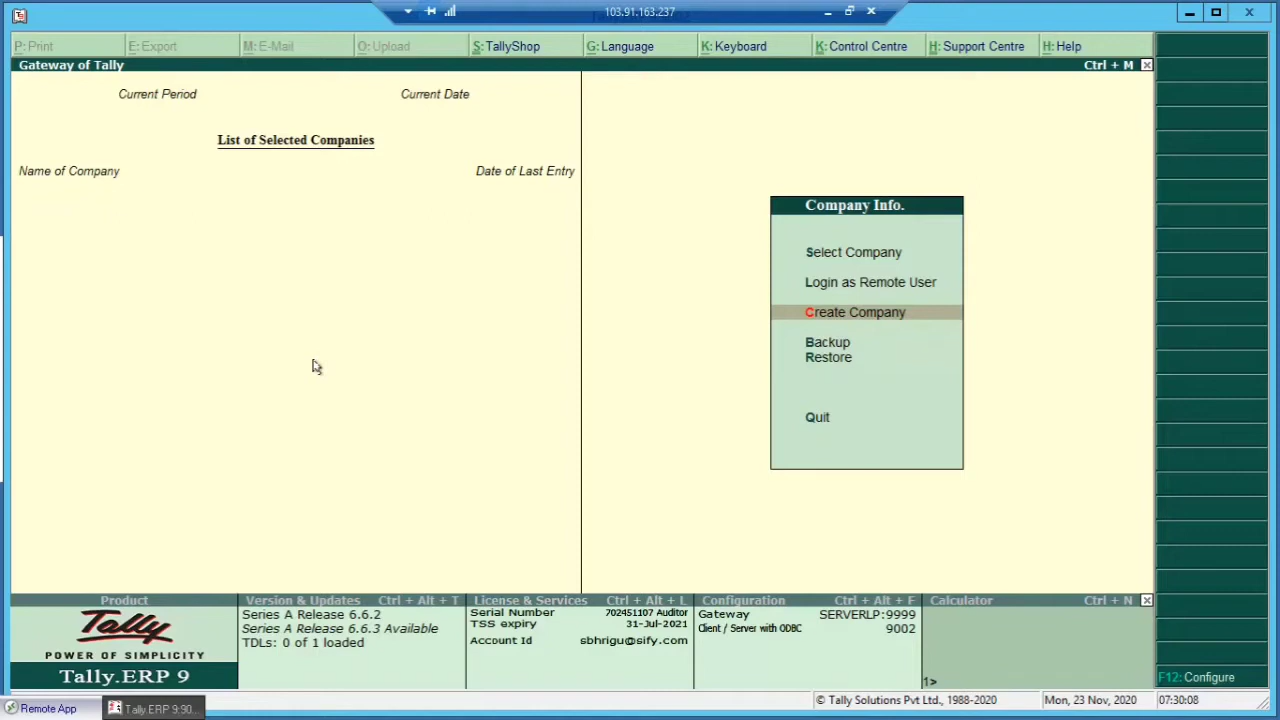 103.91.163.237
P: Print
E: Export
M: E-Mail
O: Upload
S: TallyShop
G: Language
K: Keyboard
K: Control Centre
H: Support Centre
H: Help
Gateway of Tally
Ctrl + M
Current Period
Current Date
List of Selected Companies
Name of Company
Date of Last Entry
Company Info.
Select Company
Login as Remote User
Create Company
Backup
Restore
Quit
Product
Tally
POWER OF SIMPLICITY
Tally.ERP 9
Version & Updates Ctrl + Alt + T
Series A Release 6.6.2
Series A Release 6.6.3 Available
TDLs: 0 of 1 loaded
License & Services Ctrl + Alt + L
Serial Number 702451107 Auditor
TSS expiry 31-Jul-2021
Account Id sbhrigu@sify.com
Configuration Ctrl + Alt + F
Gateway SERVERLP:9999
Client / Server with ODBC 9002
Calculator Ctrl + N
1>
F12: Configure
© Tally Solutions Pvt Ltd., 1988-2020
Mon, 23 Nov, 2020
07:30:08
Remote App
Tally.ERP 9:90...